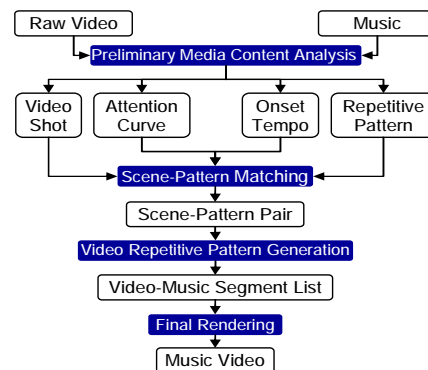 Raw Video
Music
Preliminary Media Content Analysis
Video
Shot
Attention
Curve
Onset
Tempo
Repetitive
Pattern
Scene-Pattern Matching
Scene-Pattern Pair
Video Repetitive Pattern Generation
Video-Music Segment List
Final Rendering
Music Video